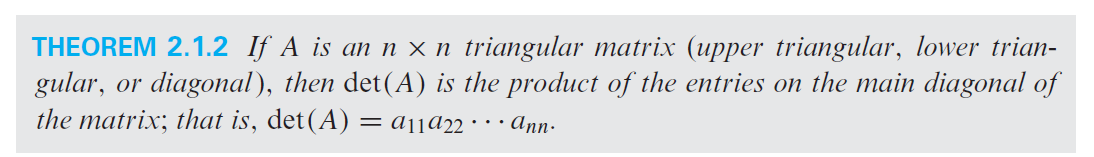 THEOREM 2.1.2 If A is an n × n triangular matrix (upper triangular, lower trian-
gular, or diagonal), then det(A) is the product of the entries on the main diagonal of
the matrix; that is, det(A) = a₁₁a₂₂ · · · aₙₙ.